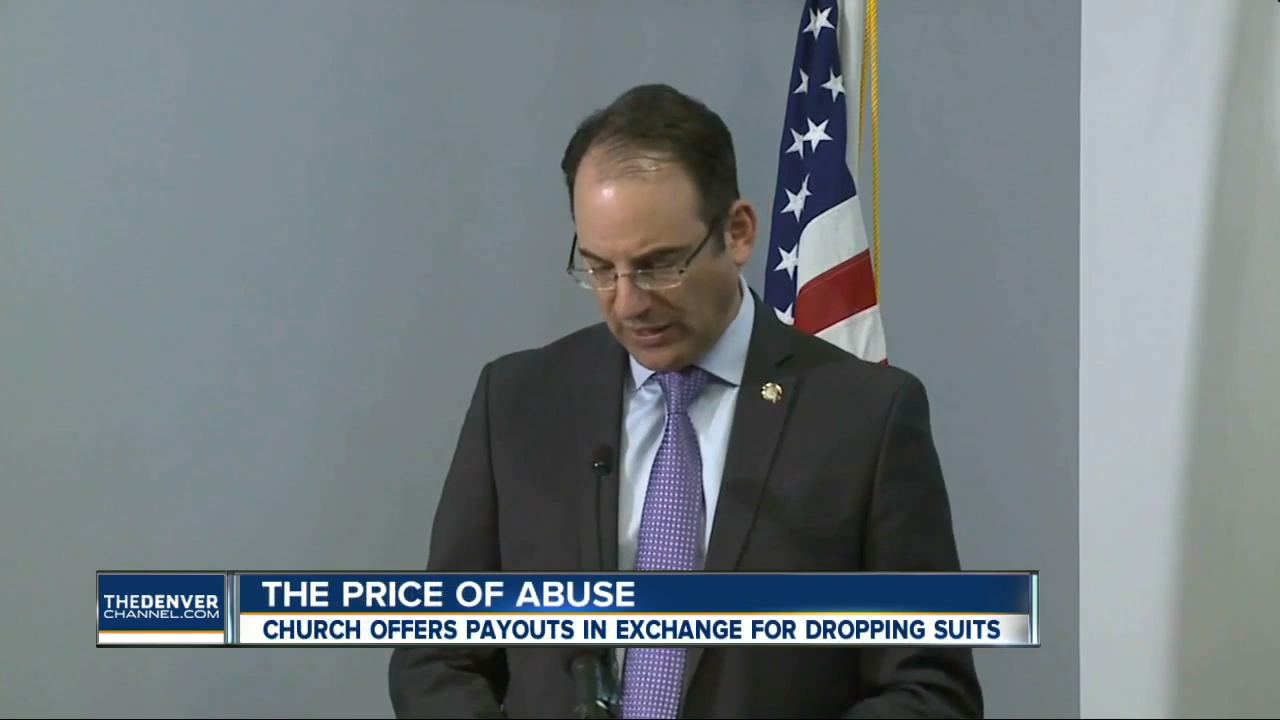 THEDENVER
CHANNEL.COM
THE PRICE OF ABUSE
CHURCH OFFERS PAYOUTS IN EXCHANGE FOR DROPPING SUITS